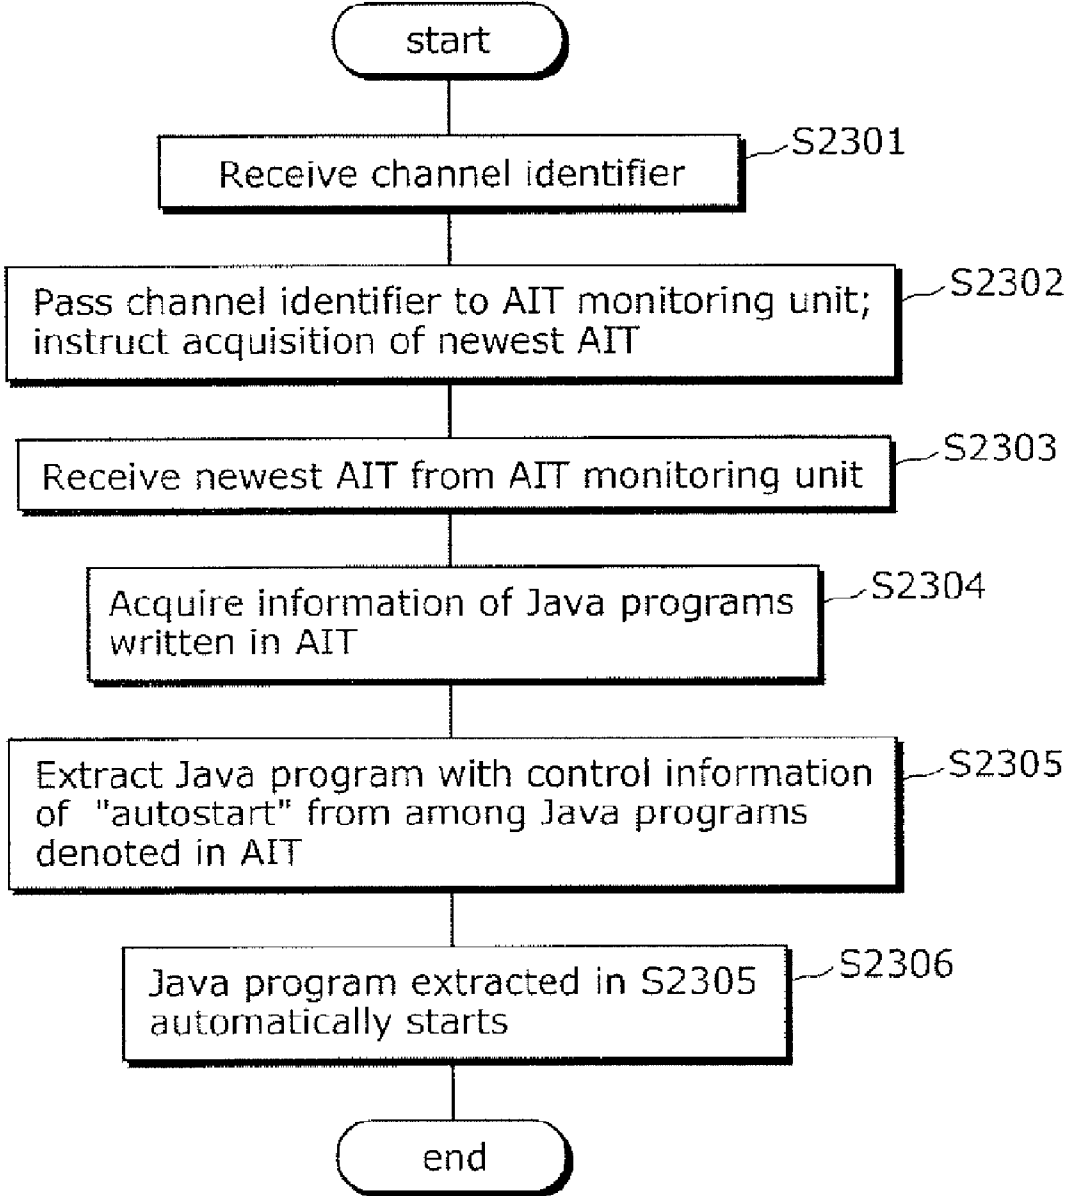 start
S2301
Receive channel identifier
S2302
Pass channel identifier to AIT monitoring unit;
instruct acquisition of newest AIT
S2303
Receive newest AIT from AIT monitoring unit
S2304
Acquire information of Java programs
written in AIT
S2305
Extract Java program with control information
of "autostart" from among Java programs
denoted in AIT
S2306
Java program extracted in S2305
automatically starts
end